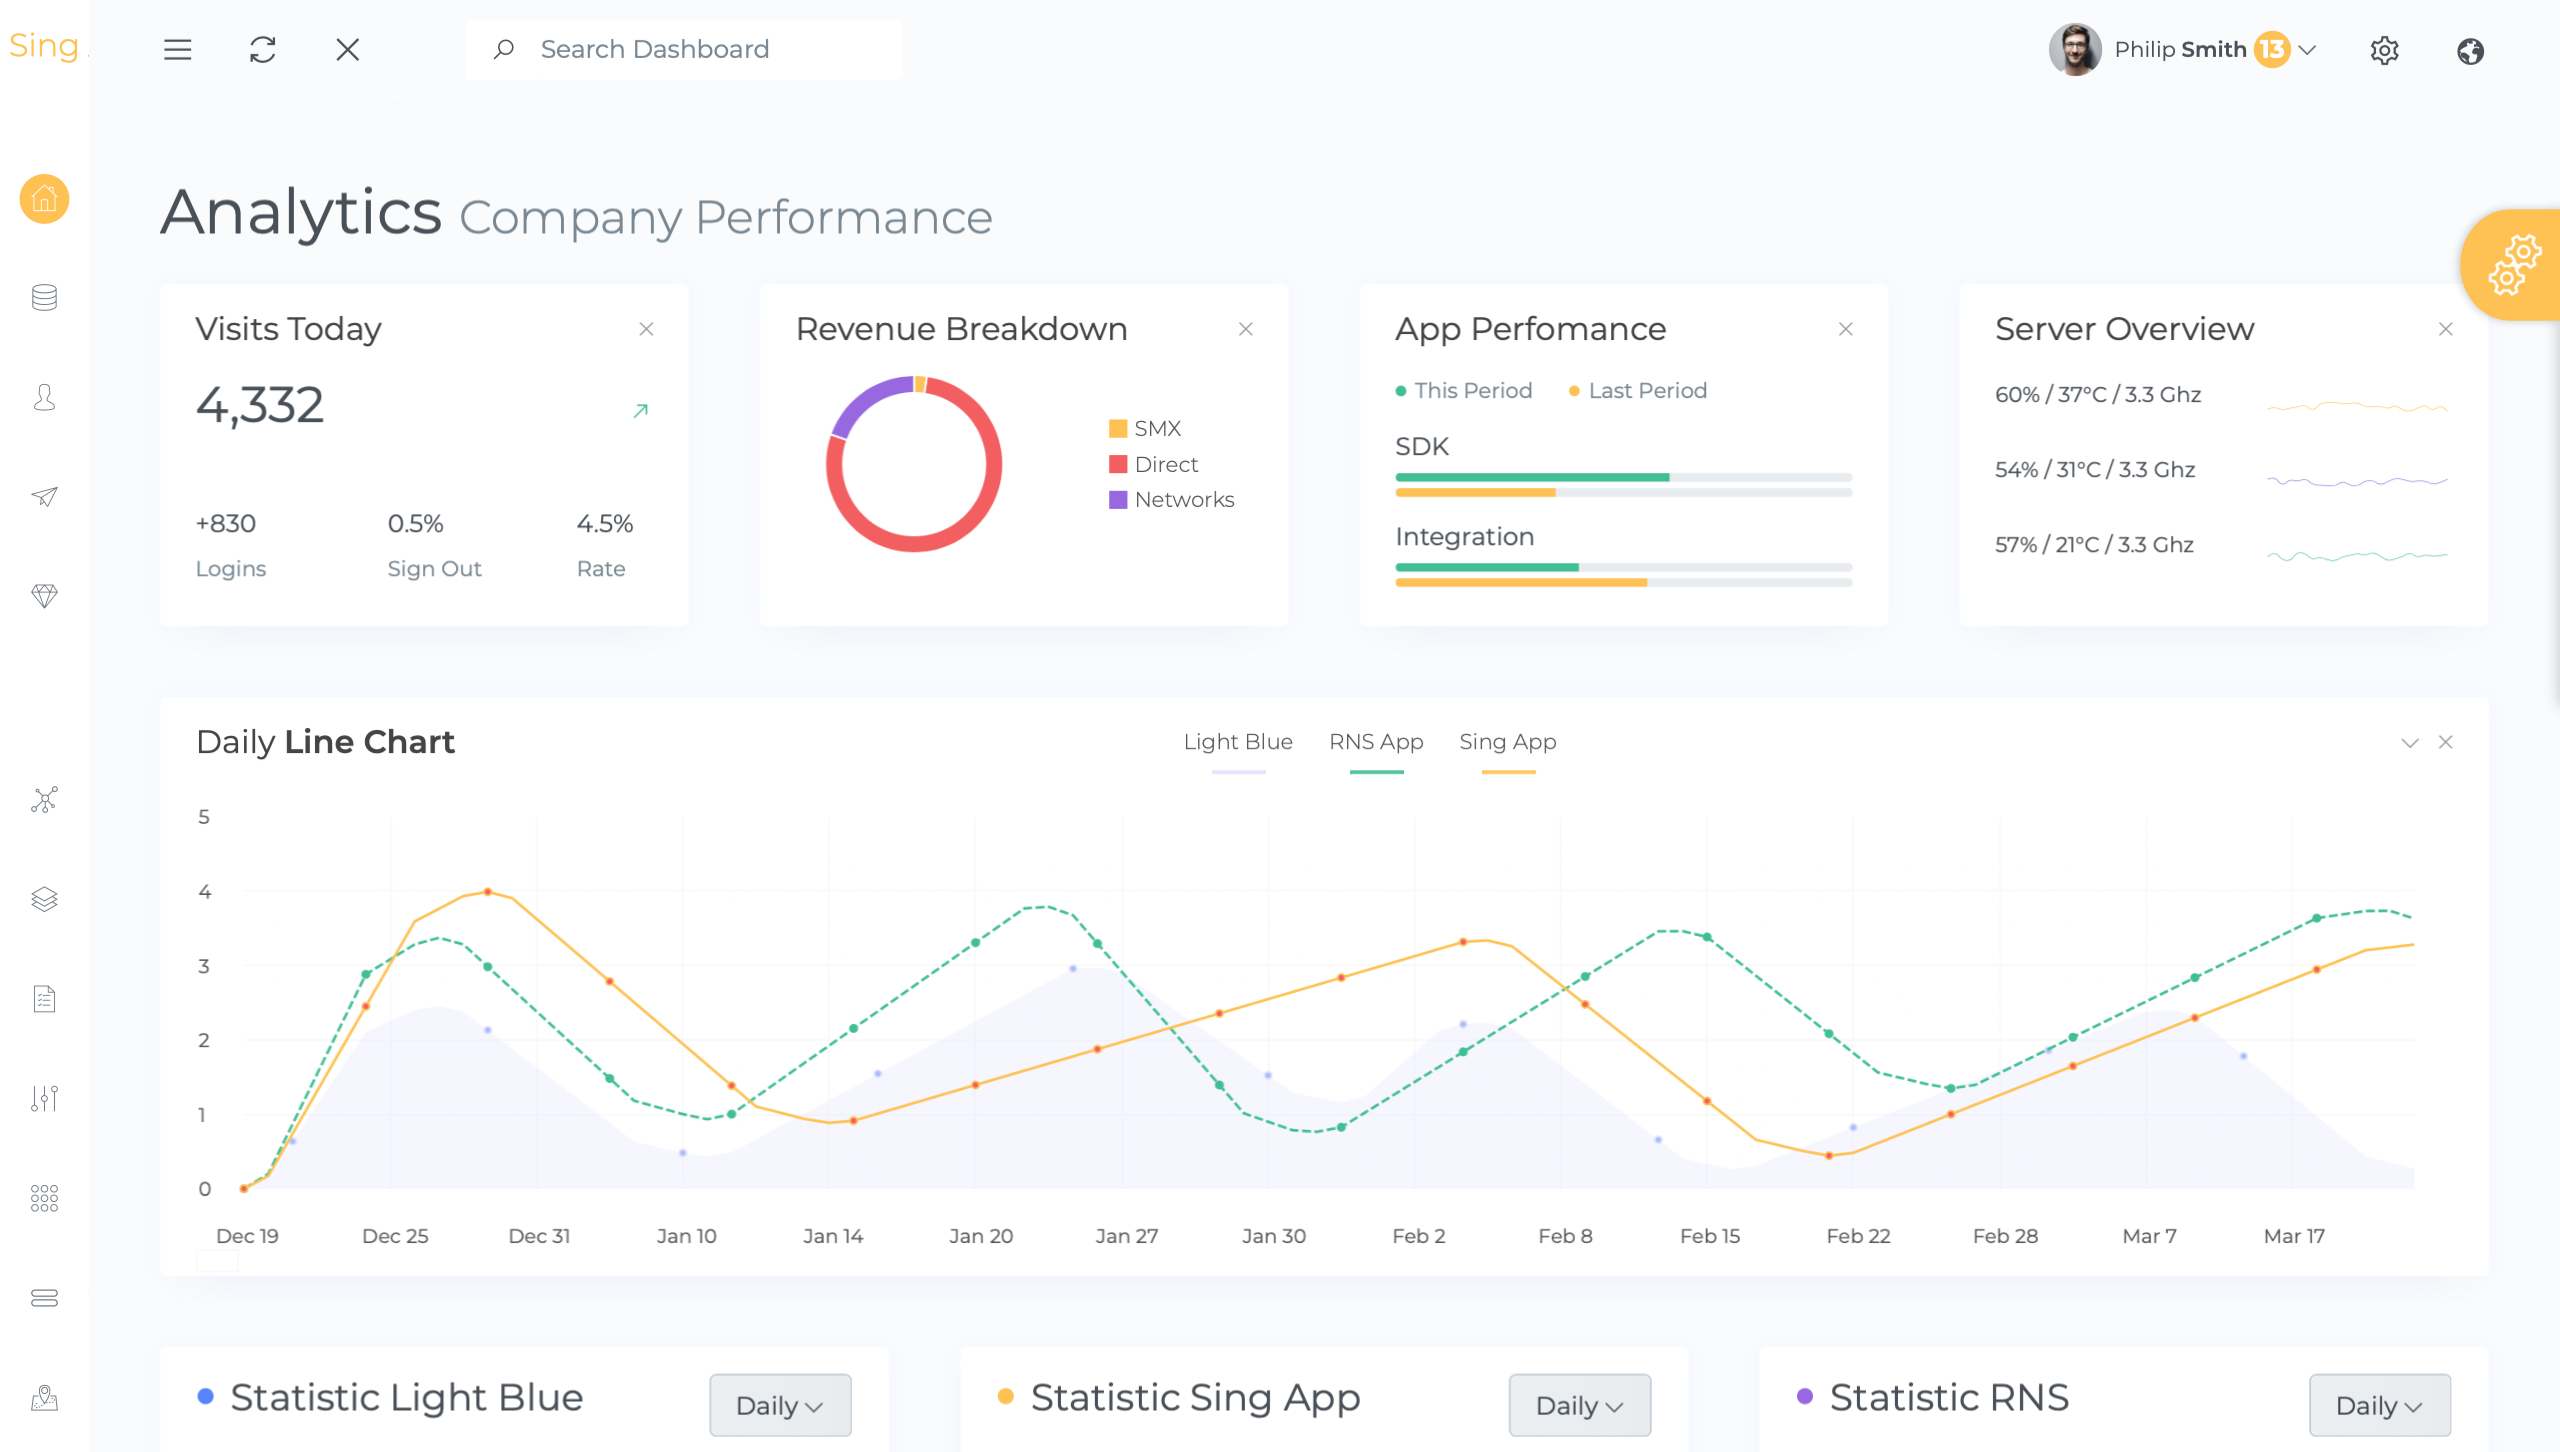 Sing
Search Dashboard
Philip Smith 13
Analytics Company Performance
Visits Today
4,332
+830 0.5% 4.5%
Logins Sign Out Rate
Revenue Breakdown
SMX
Direct
Networks
App Perfomance
This Period Last Period
SDK
Integration
Server Overview
60% / 37°C / 3.3 Ghz
54% / 31°C / 3.3 Ghz
57% / 21°C / 3.3 Ghz
Daily Line Chart
Light Blue RNS App Sing App
5
4
3
2
1
0
Dec 19 Dec 25 Dec 31 Jan 10 Jan 14 Jan 20 Jan 27 Jan 30 Feb 2 Feb 8 Feb 15 Feb 22 Feb 28 Mar 7 Mar 17
Statistic Light Blue Daily
Statistic Sing App Daily
Statistic RNS Daily